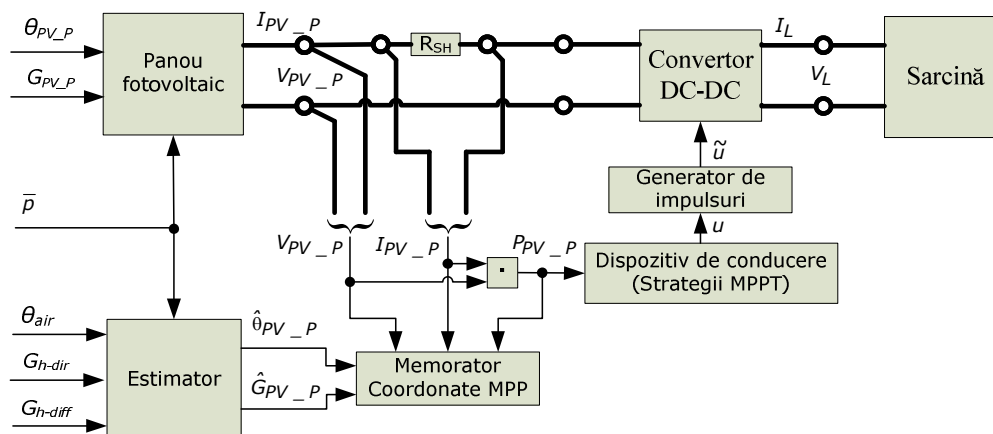 θPV_P
GPV_P
Panou
fotovoltaic
IPV_P
RSH
VPV_P
Convertor
DC-DC
IL
VL
Sarcină
ũ
Generator de
impulsuri
u
p̅
VPV_P
IPV_P
PPV_P
·
Dispozitiv de conducere
(Strategii MPPT)
θair
Gh-dir
Gh-diff
Estimator
θ̂PV_P
ĜPV_P
Memorator
Coordonate MPP